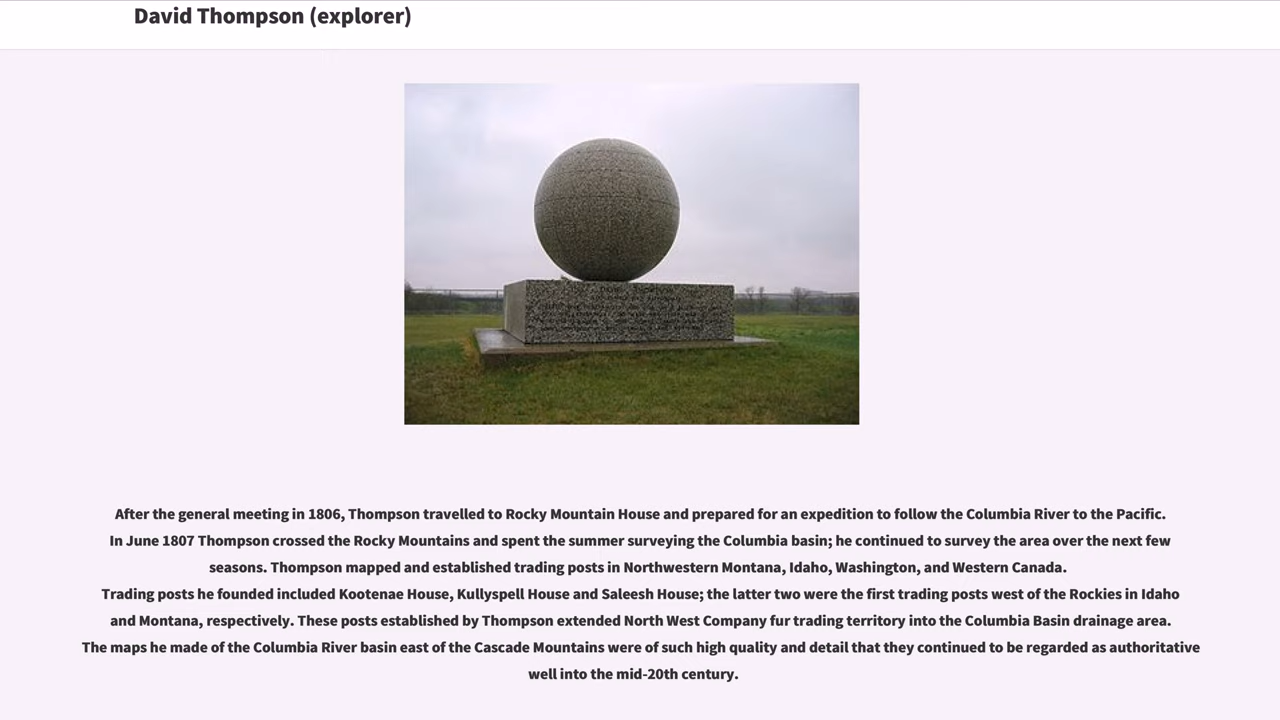 David Thompson (explorer)
After the general meeting in 1806, Thompson travelled to Rocky Mountain House and prepared for an expedition to follow the Columbia River to the Pacific.
In June 1807 Thompson crossed the Rocky Mountains and spent the summer surveying the Columbia basin; he continued to survey the area over the next few
seasons. Thompson mapped and established trading posts in Northwestern Montana, Idaho, Washington, and Western Canada.
Trading posts he founded included Kootenae House, Kullyspell House and Saleesh House; the latter two were the first trading posts west of the Rockies in Idaho
and Montana, respectively. These posts established by Thompson extended North West Company fur trading territory into the Columbia Basin drainage area.
The maps he made of the Columbia River basin east of the Cascade Mountains were of such high quality and detail that they continued to be regarded as authoritative
well into the mid-20th century.